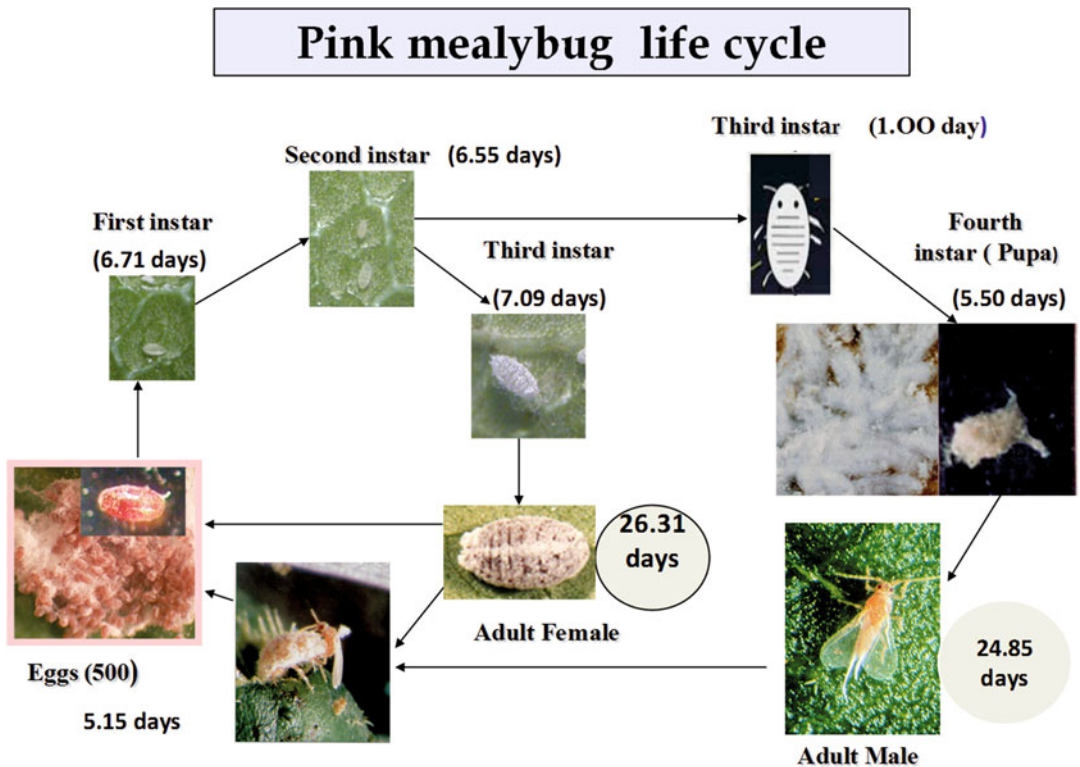 Pink mealybug life cycle
Third instar (1.OO day)
Second instar (6.55 days)
First instar
(6.71 days)
Third instar
(7.09 days)
Fourth
instar ( Pupa)
(5.50 days)
26.31
days
Adult Female
Eggs (500)
5.15 days
24.85
days
Adult Male